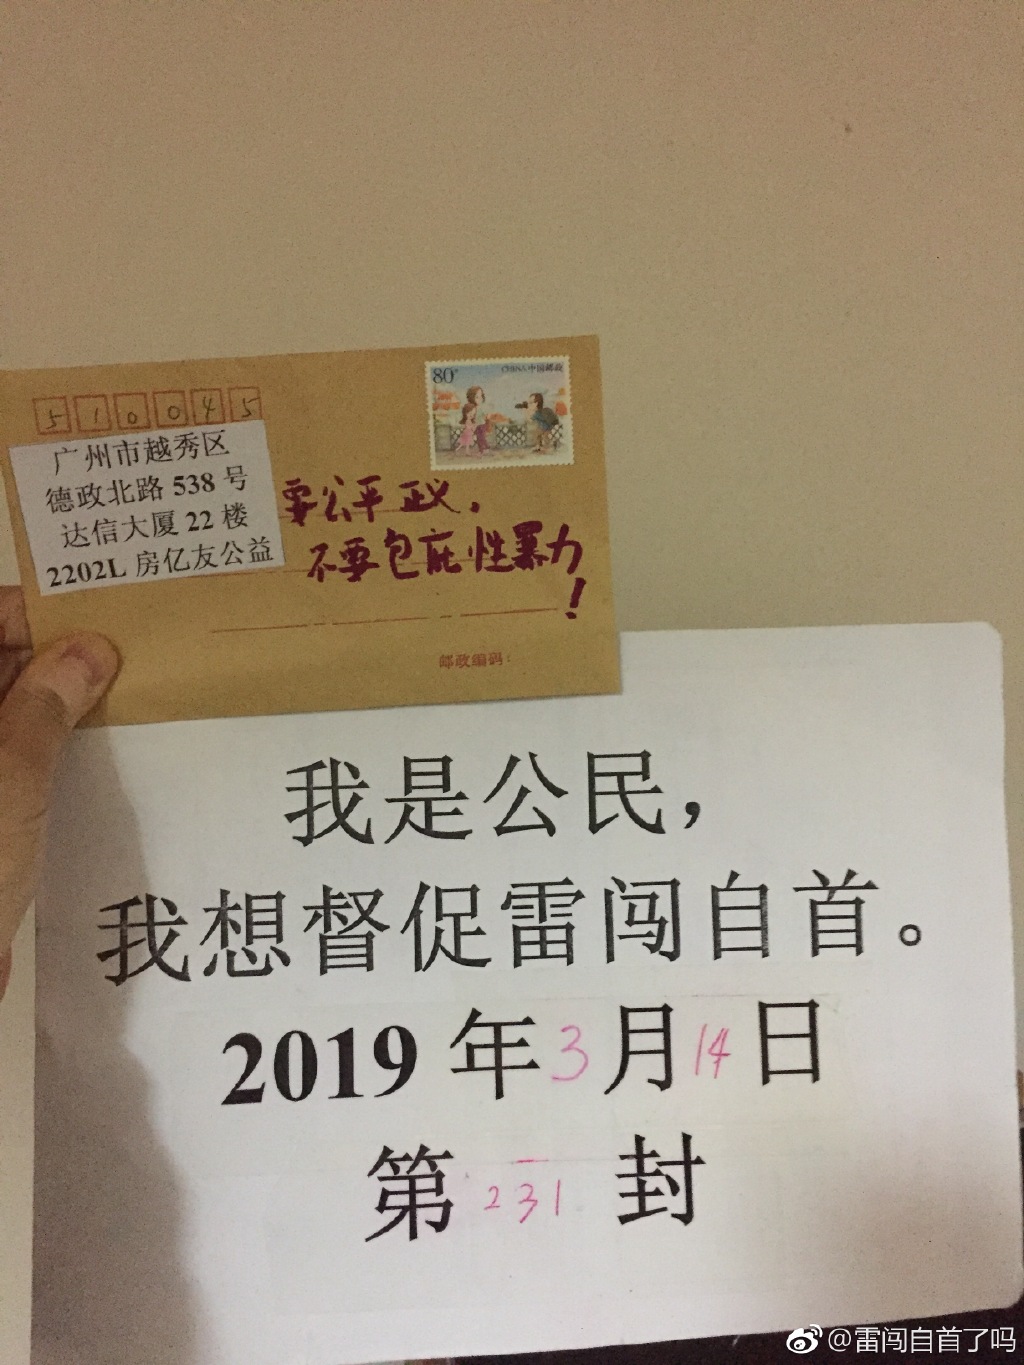 80分 CHINA 中国邮政
510045
广州市越秀区
德政北路 538 号
达信大厦 22 楼
2202L 房亿友公益
要公平正义，
不要包庇性暴力！
邮政编码：
我是公民，
我想督促雷闯自首。
2019 年 3 月 14 日
第 231 封
@雷闯自首了吗